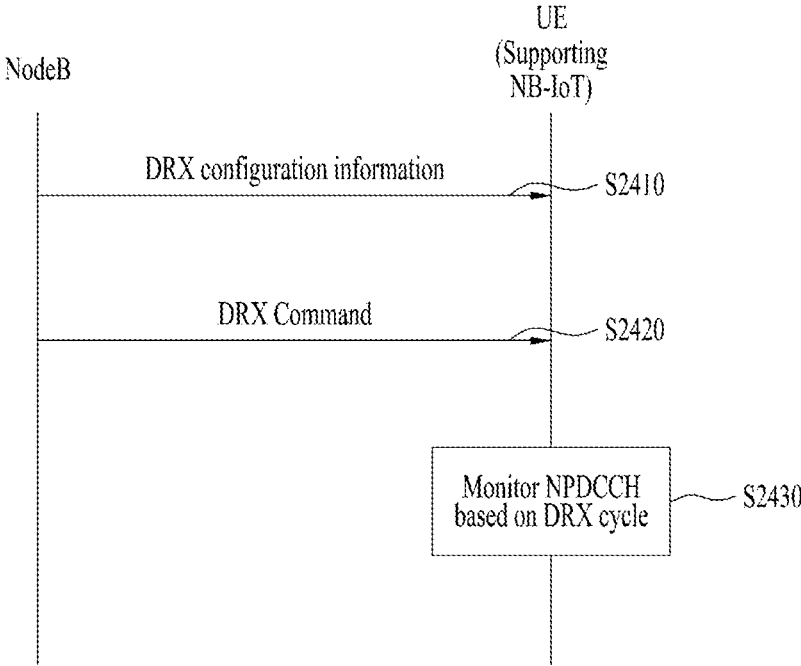 UE
(Supporting
NB-IoT)
NodeB
DRX configuration information
S2410
DRX Command
S2420
Monitor NPDCCH
based on DRX cycle
S2430